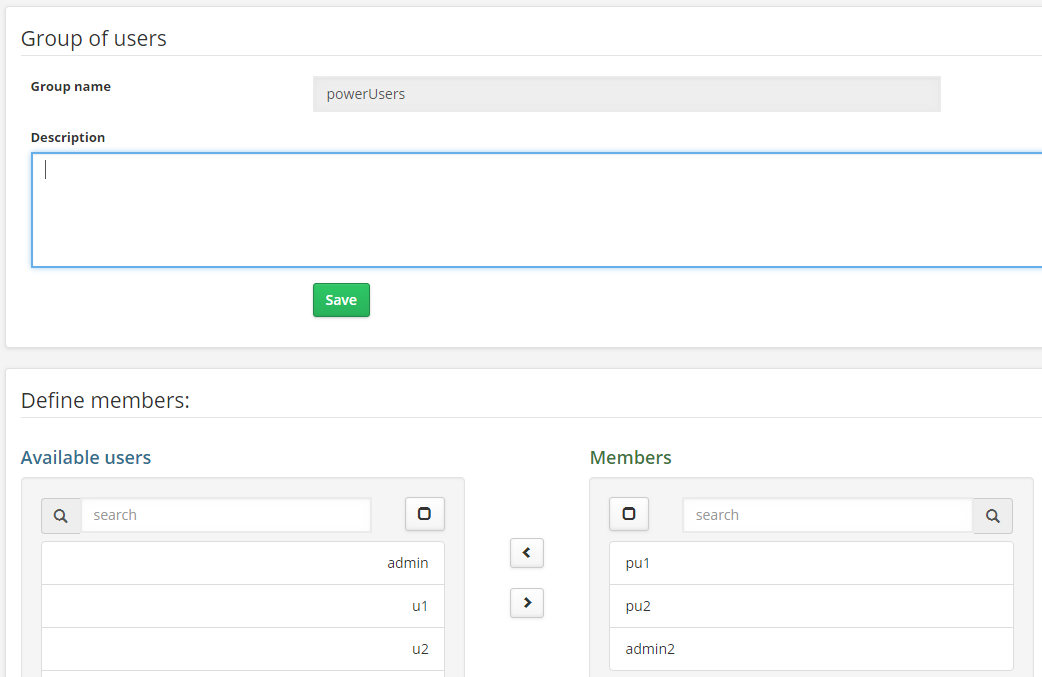 Group of users
Group name
powerUsers
Description
Save
Define members:
Available users
Members
search
search
admin
u1
u2
pu1
pu2
admin2